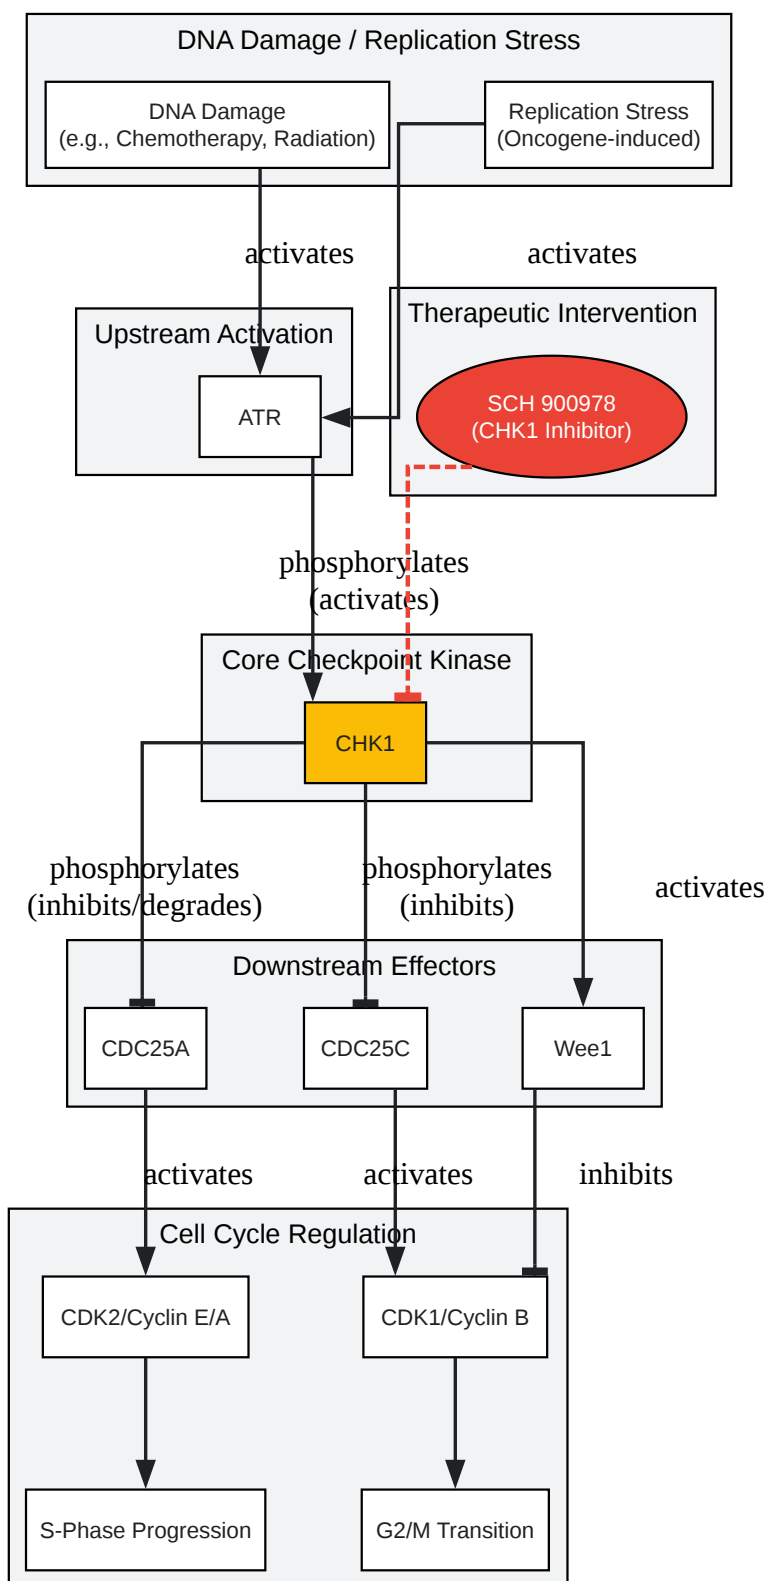 DNA Damage / Replication Stress
DNA Damage
(e.g., Chemotherapy, Radiation)
Replication Stress
(Oncogene-induced)
activates
activates
Upstream Activation
Therapeutic Intervention
ATR
SCH 900978
(CHK1 Inhibitor)
phosphorylates
(activates)
Core Checkpoint Kinase
CHK1
phosphorylates
(inhibits/degrades)
phosphorylates
(inhibits)
activates
Downstream Effectors
CDC25A
CDC25C
Wee1
activates
activates
inhibits
Cell Cycle Regulation
CDK2/Cyclin E/A
CDK1/Cyclin B
S-Phase Progression
G2/M Transition